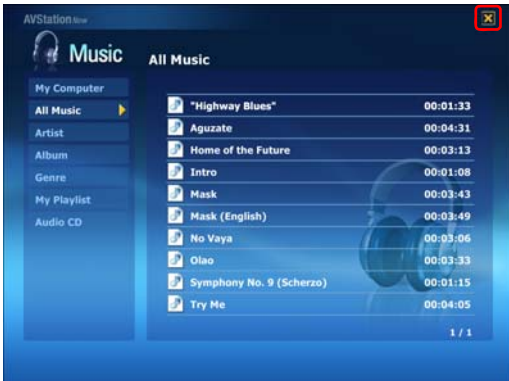 AVStation Now
Music
All Music
My Computer
All Music
Artist
Album
Genre
My Playlist
Audio CD
"Highway Blues" 00:01:33
Aguzate 00:04:31
Home of the Future 00:03:13
Intro 00:01:08
Mask 00:03:43
Mask (English) 00:03:49
No Vaya 00:03:06
Olao 00:03:33
Symphony No. 9 (Scherzo) 00:01:15
Try Me 00:04:05
1 / 1